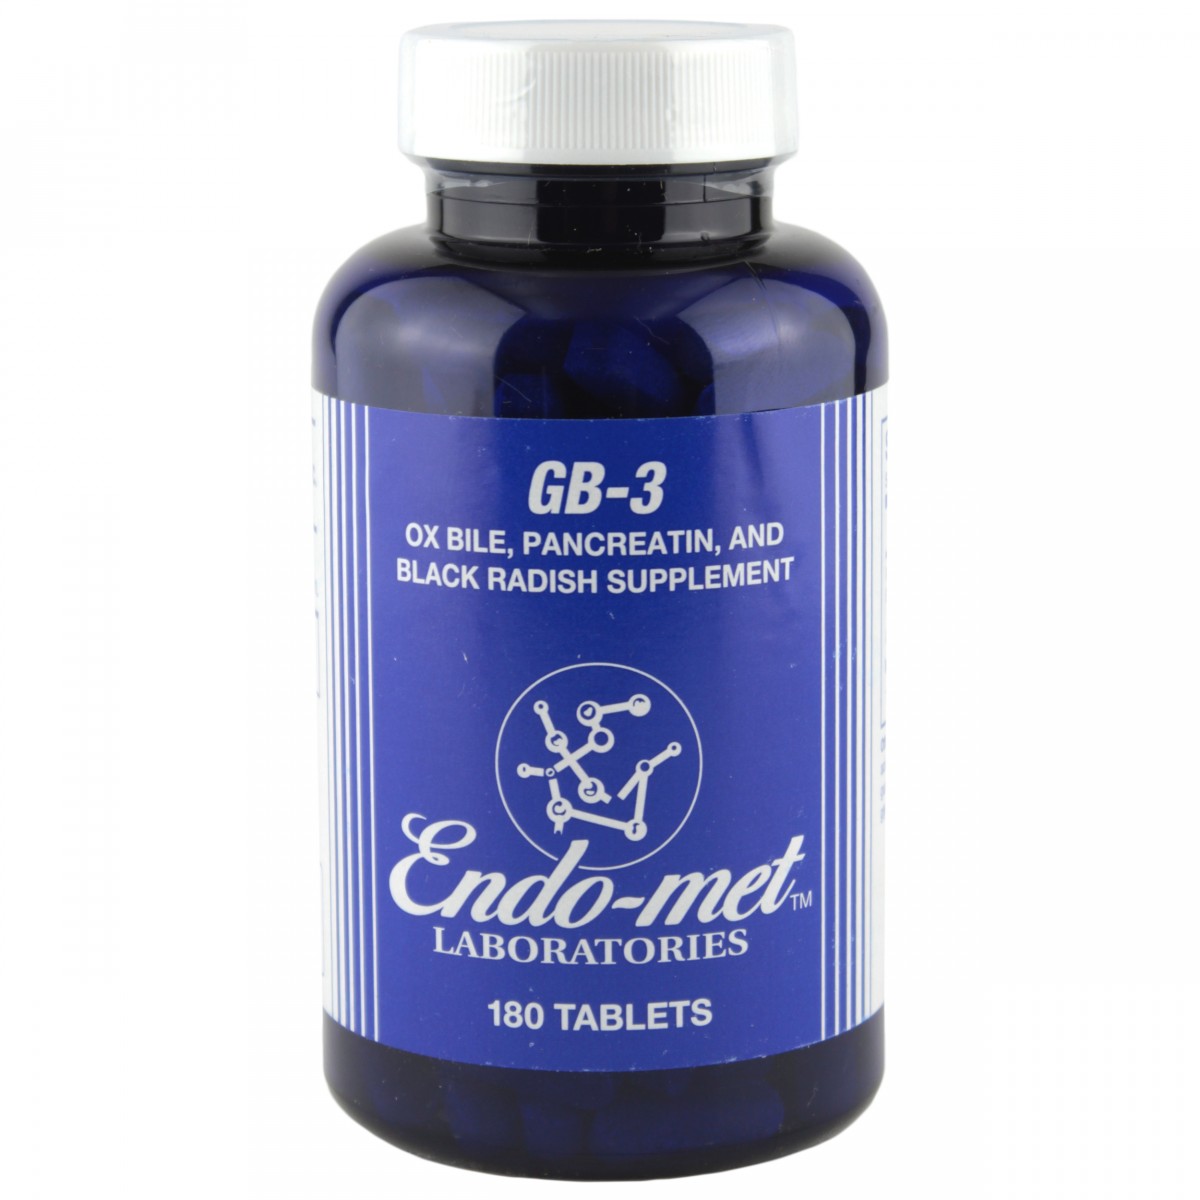 GB-3
OX BILE, PANCREATIN, AND
BLACK RADISH SUPPLEMENT
Endo-met™
LABORATORIES
180 TABLETS